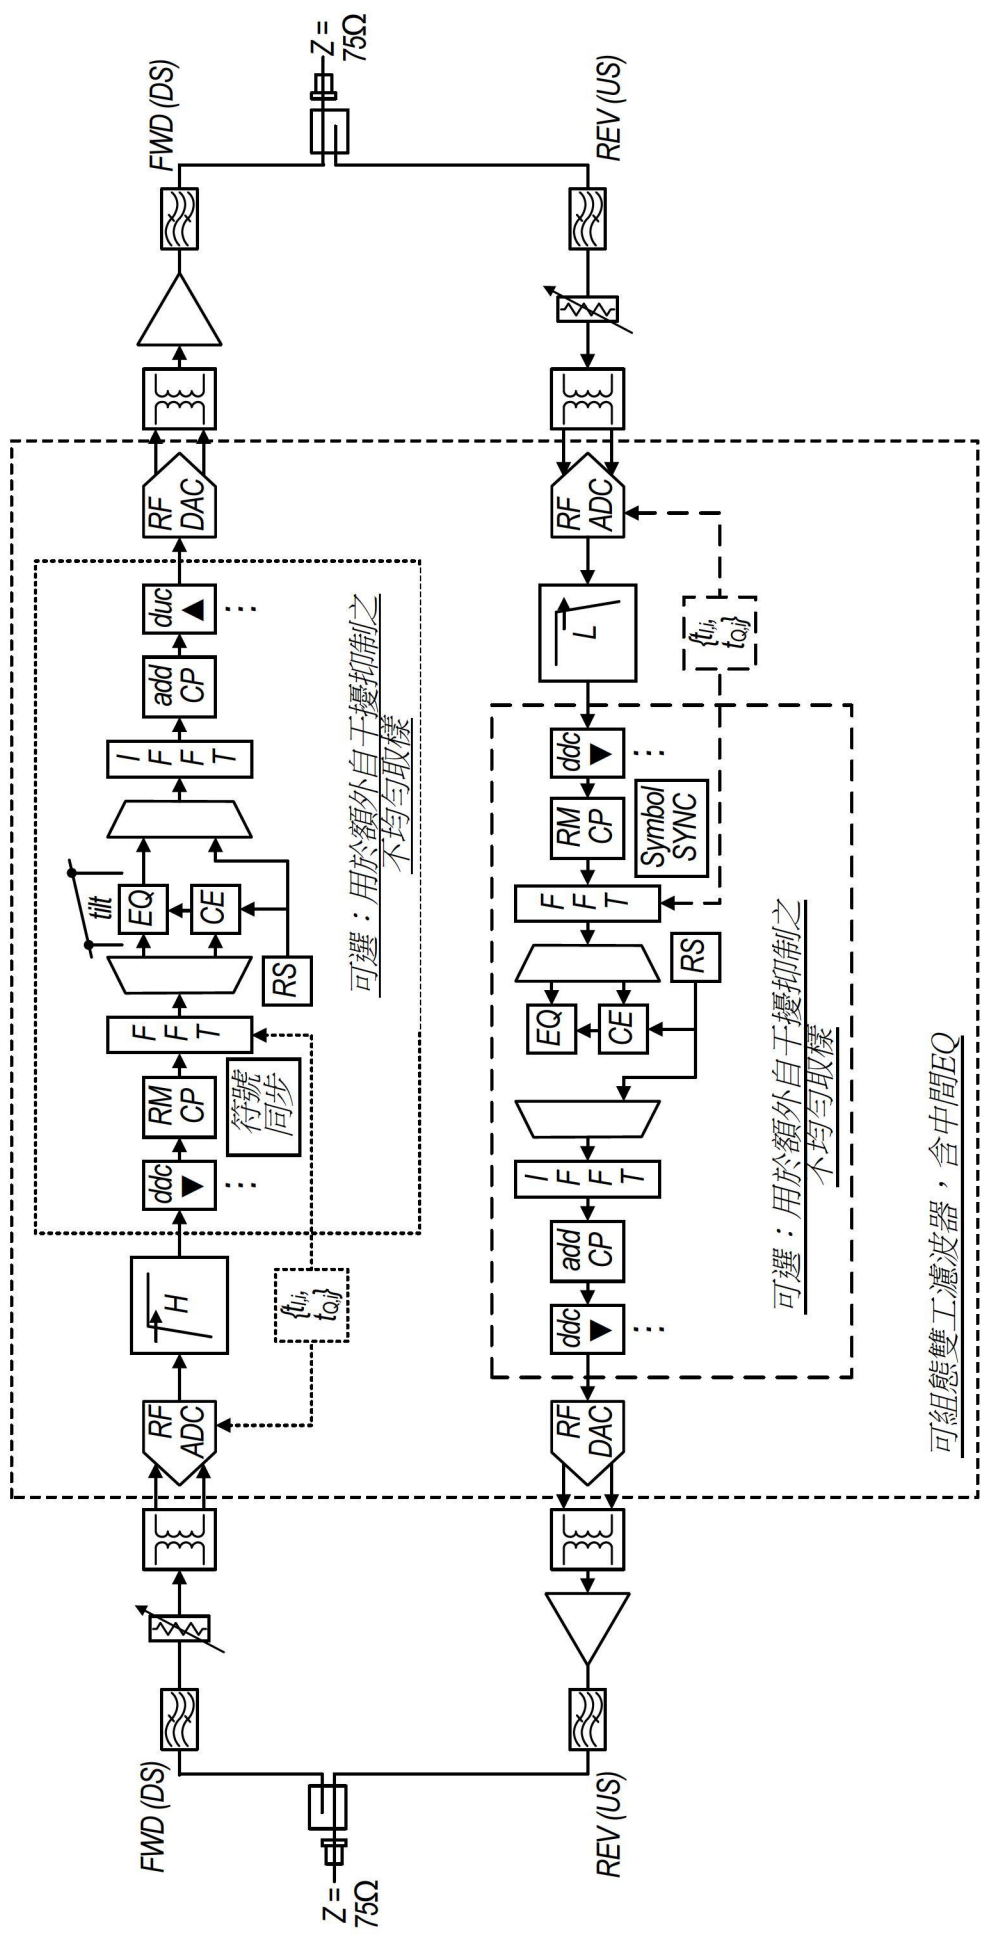 FWD (DS)
Z =
75Ω
RF
ADC
H
ddc
RM
CP
符號
同步
F
F
T
tilt
EQ
CE
RS
I
F
F
T
add
CP
duc
RF
DAC
FWD (DS)
{tI,i,
tQ,j}
可選：用於額外自干擾抑制之
不均勻取樣
Z =
75Ω
REV (US)
RF
DAC
ddc
add
CP
I
F
F
T
EQ
CE
RS
F
F
T
RM
CP
Symbol
SYNC
ddc
L
RF
ADC
REV (US)
{tI,i,
tQ,j}
可選：用於額外自干擾抑制之
不均勻取樣
可組態雙工濾波器，含中間EQ